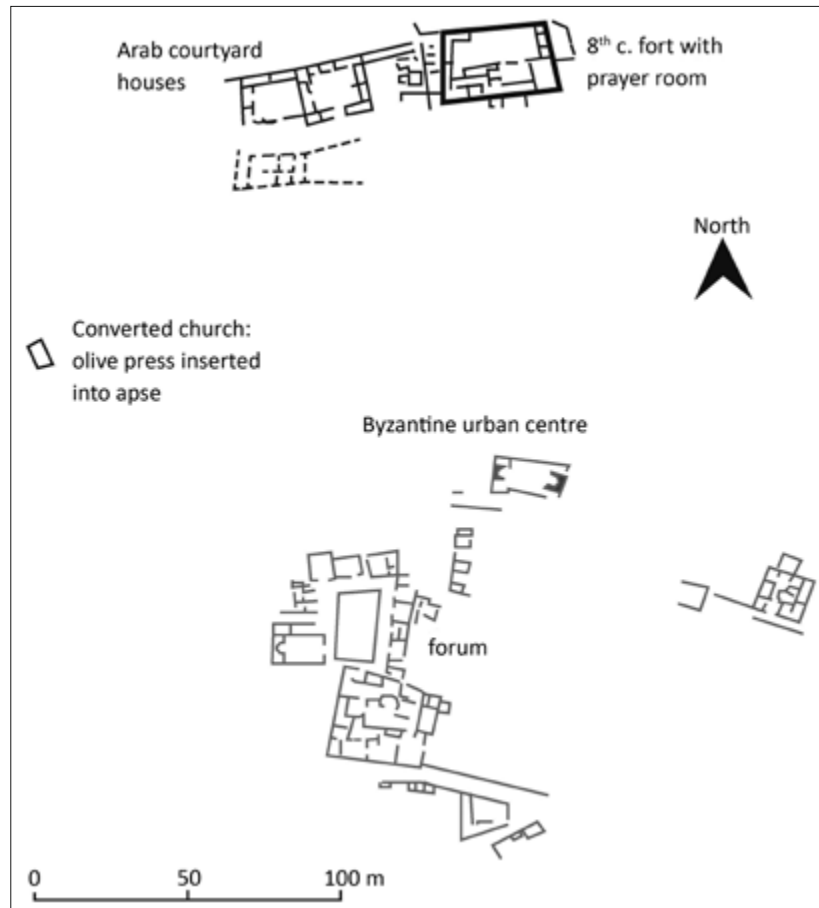 Arab courtyard
houses
8th c. fort with
prayer room
North
Converted church:
olive press inserted
into apse
Byzantine urban centre
forum
0 50 100 m